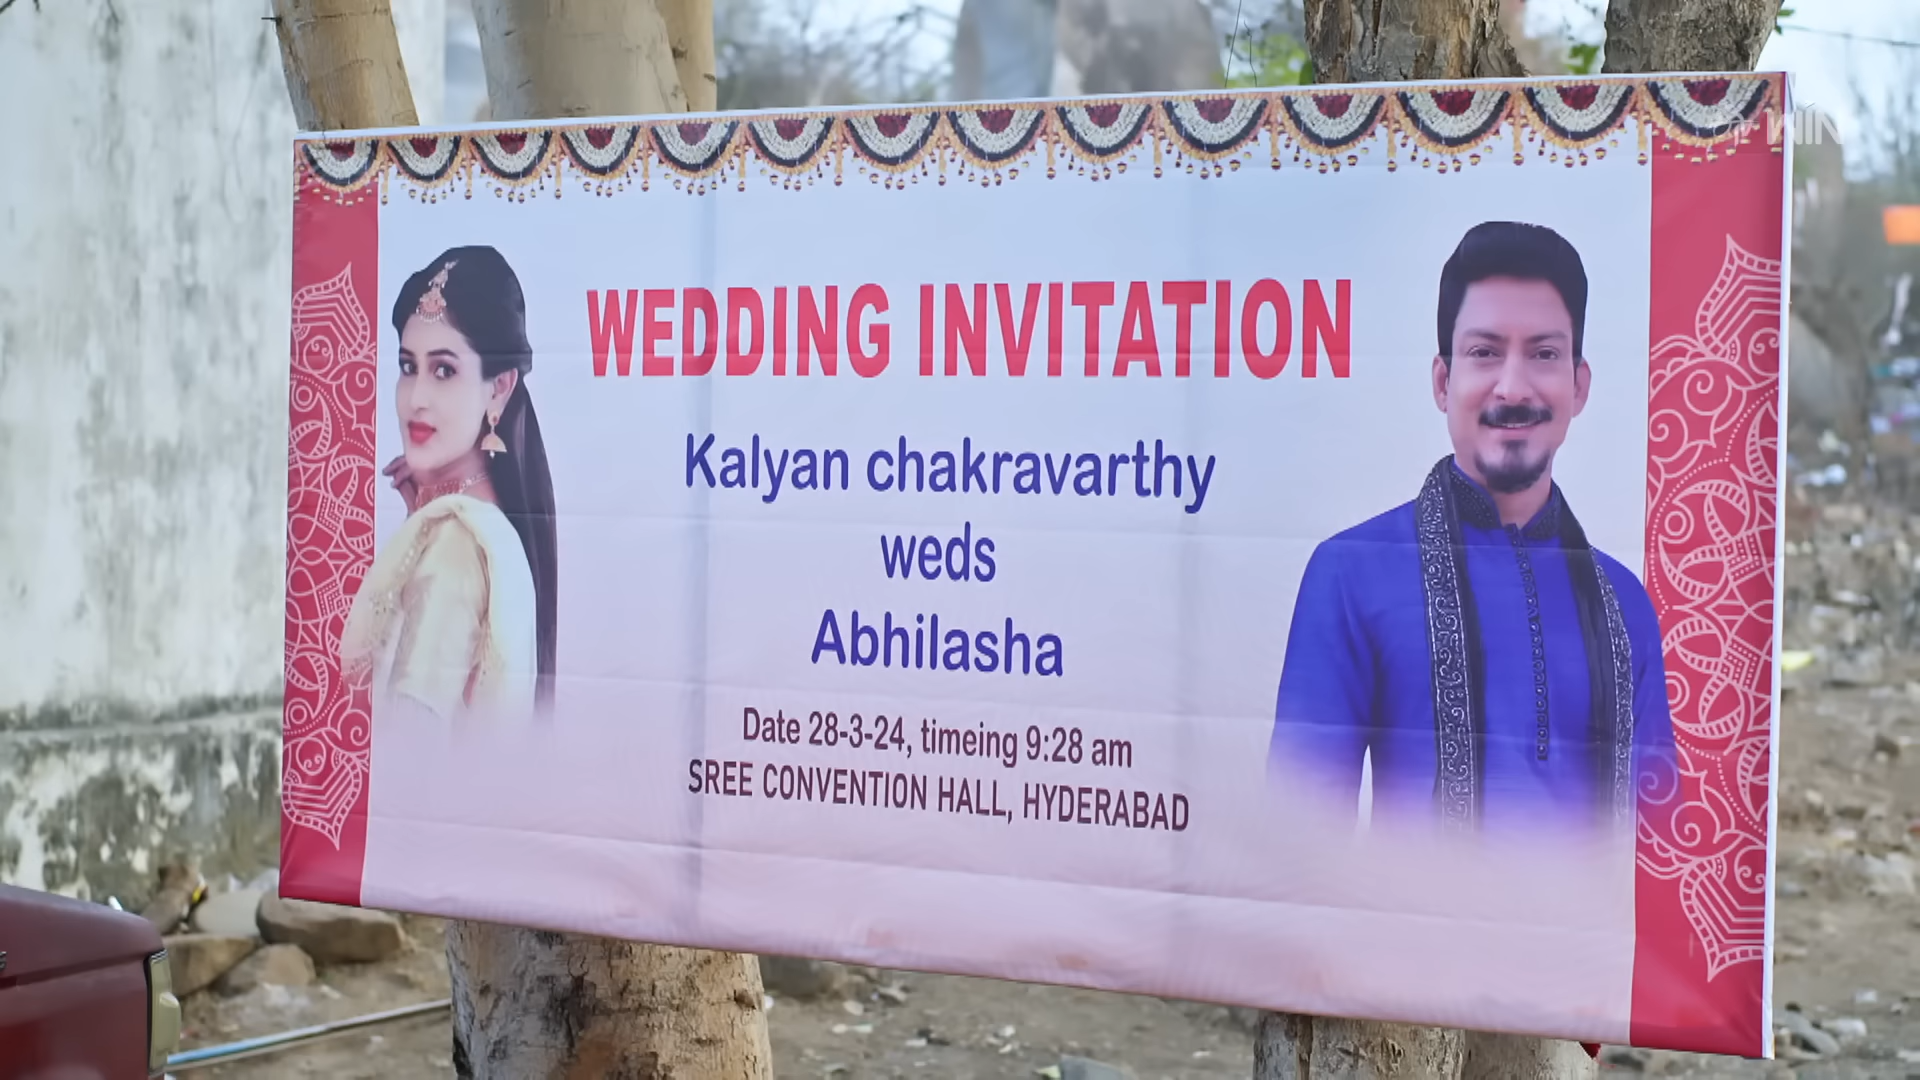 WEDDING INVITATION
Kalyan chakravarthy
weds
Abhilasha
Date 28-3-24, timeing 9:28 am
SREE CONVENTION HALL, HYDERABAD